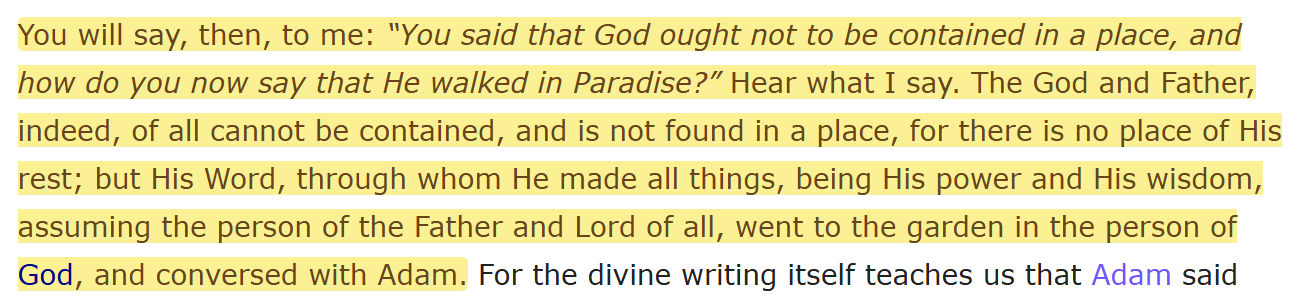 You will say, then, to me: “You said that God ought not to be contained in a place, and
how do you now say that He walked in Paradise?” Hear what I say. The God and Father,
indeed, of all cannot be contained, and is not found in a place, for there is no place of His
rest; but His Word, through whom He made all things, being His power and His wisdom,
assuming the person of the Father and Lord of all, went to the garden in the person of
God, and conversed with Adam. For the divine writing itself teaches us that Adam said